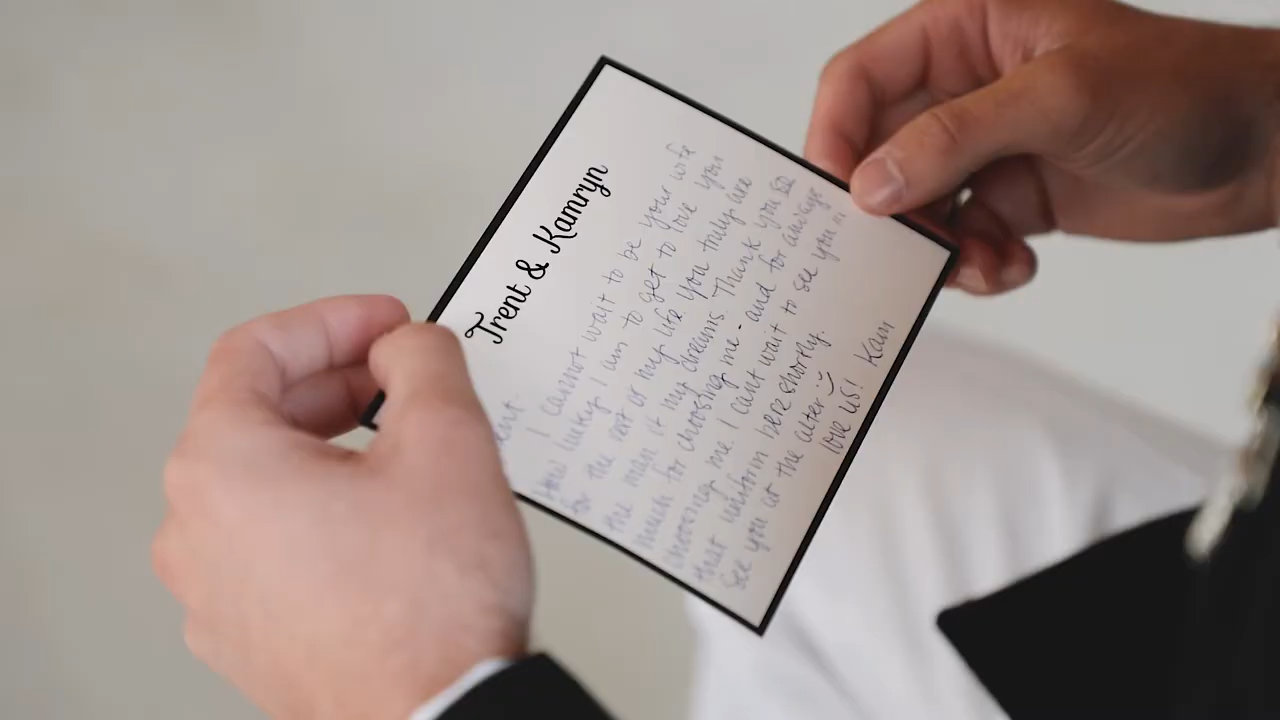 Trent & Kamryn
I cannot wait to be your wife
How lucky I am to get to love you
for the rest of my life. You truly are
the man of my dreams. Thank you so
much for choosing me - and for always
choosing me. I cant wait to see you in
that uniform here shortly.
See you at the alter :)
love us! Kam